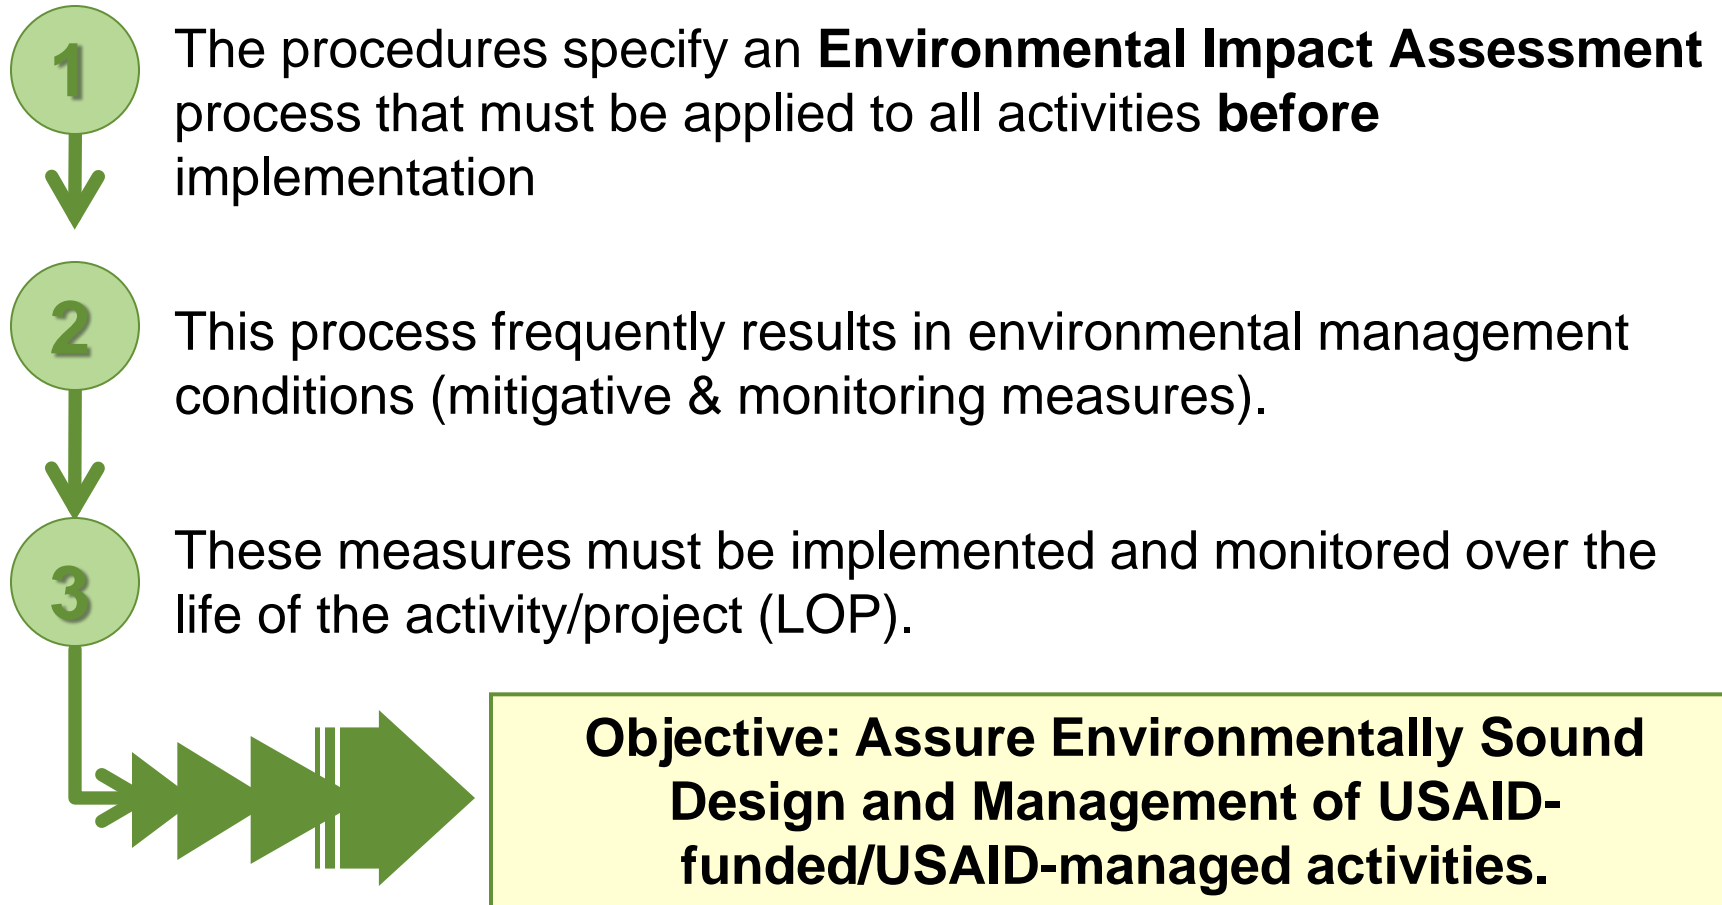 1
The procedures specify an Environmental Impact Assessment
process that must be applied to all activities before
implementation
2
This process frequently results in environmental management
conditions (mitigative & monitoring measures).
3
These measures must be implemented and monitored over the
life of the activity/project (LOP).
Objective: Assure Environmentally Sound
Design and Management of USAID-
funded/USAID-managed activities.